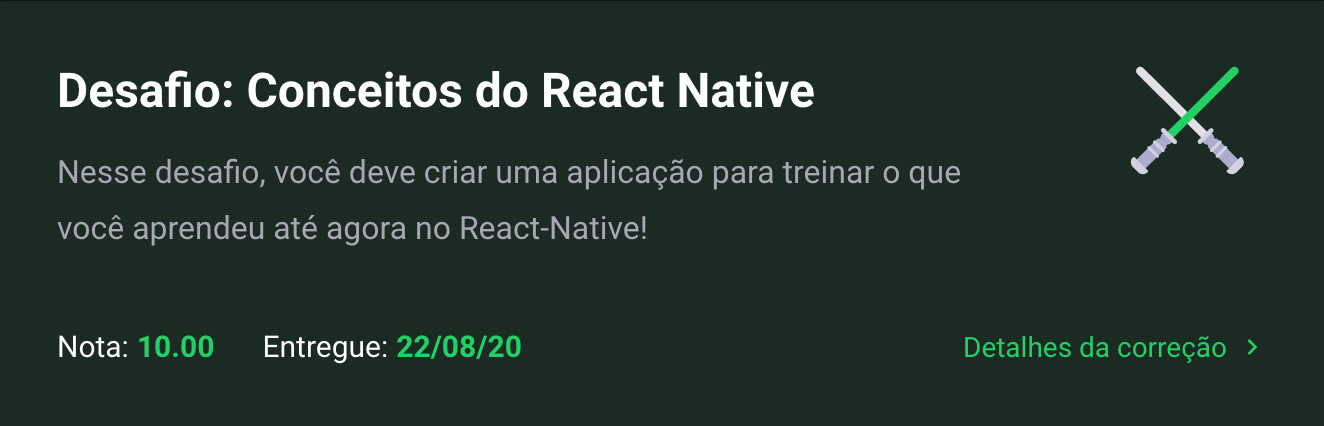 Desafio: Conceitos do React Native
Nesse desafio, você deve criar uma aplicação para treinar o que
você aprendeu até agora no React-Native!
Nota: 10.00 Entregue: 22/08/20 Detalhes da correção